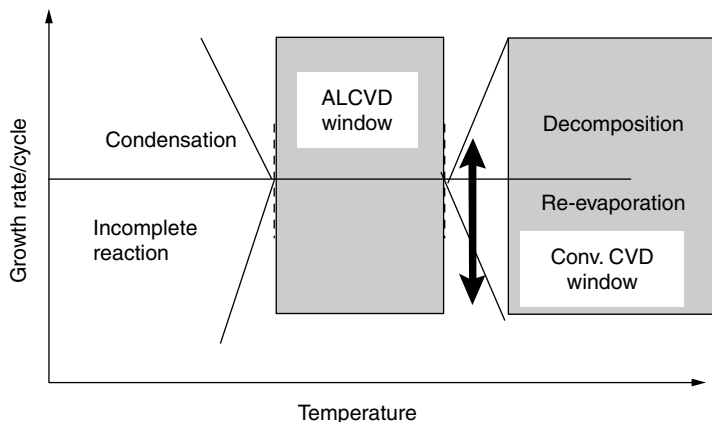 Growth rate/cycle
Condensation
Incomplete
reaction
ALCVD
window
Decomposition
Re-evaporation
Conv. CVD
window
Temperature